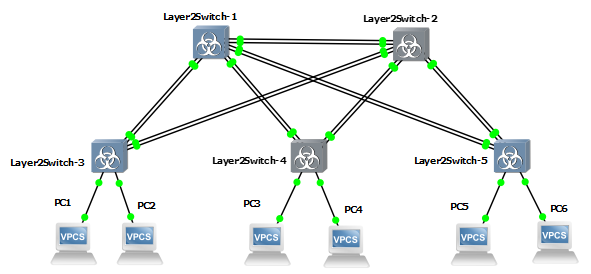 Layer2Switch-1
Layer2Switch-2
Layer2Switch-3
Layer2Switch-4
Layer2Switch-5
PC1
PC2
PC3
PC4
PC5
PC6
VPCS
VPCS
VPCS
VPCS
VPCS
VPCS